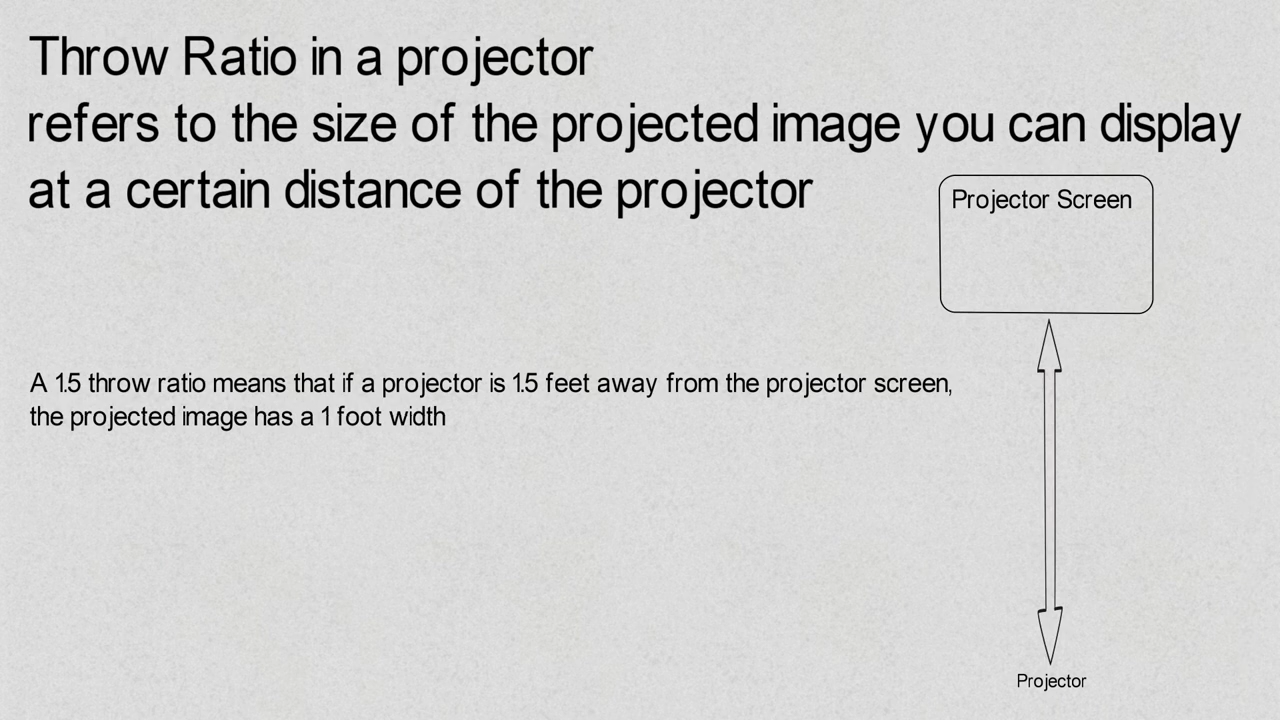 Throw Ratio in a projector
refers to the size of the projected image you can display
at a certain distance of the projector
Projector Screen
A 1.5 throw ratio means that if a projector is 1.5 feet away from the projector screen,
the projected image has a 1 foot width
Projector